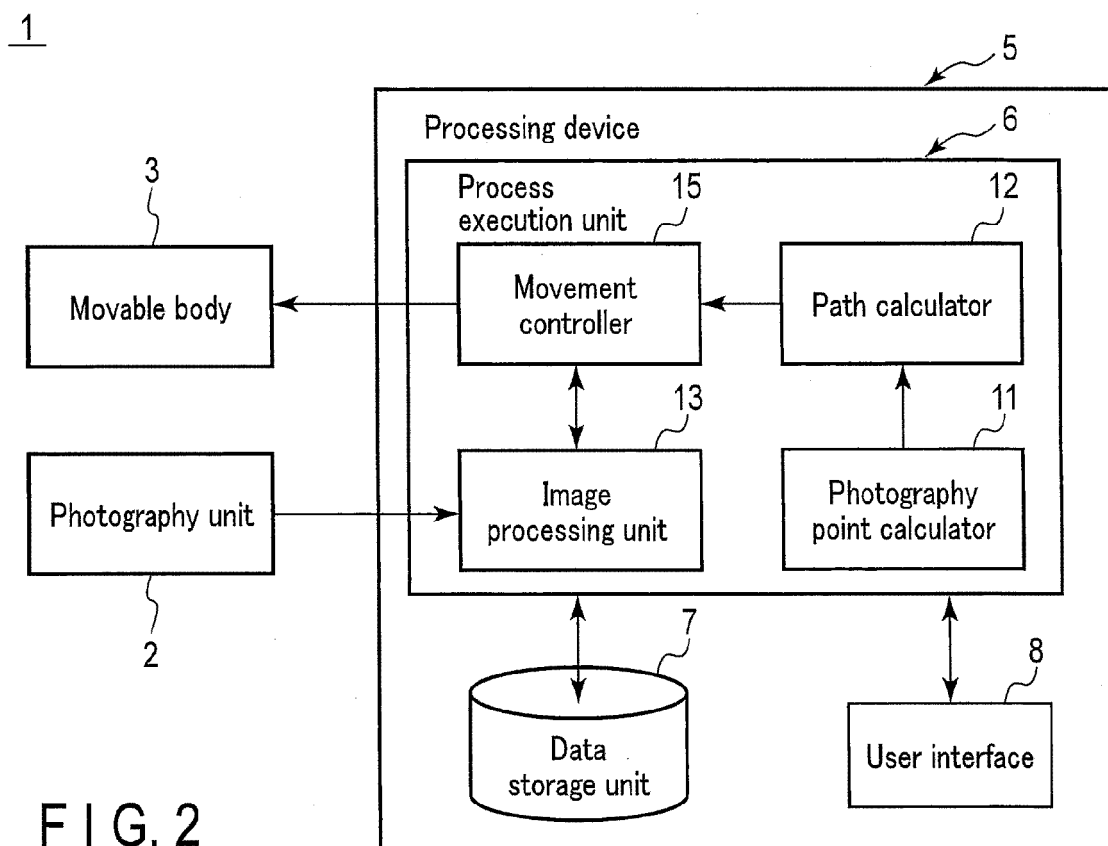 1
5
Processing device
6
3
Process
execution unit
15
12
Movable body
Movement
controller
Path calculator
13
11
Photography unit
Image
processing unit
Photography
point calculator
2
7
8
Data
storage unit
User interface
FIG. 2